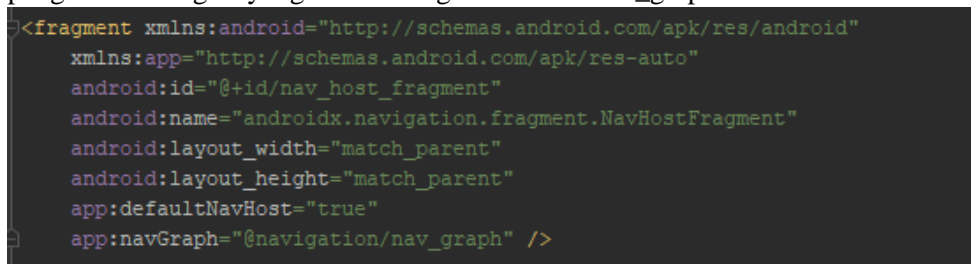 <fragment xmlns:android="http://schemas.android.com/apk/res/android"
xmlns:app="http://schemas.android.com/apk/res-auto"
android:id="@+id/nav_host_fragment"
android:name="androidx.navigation.fragment.NavHostFragment"
android:layout_width="match_parent"
android:layout_height="match_parent"
app:defaultNavHost="true"
app:navGraph="@navigation/nav_graph" />